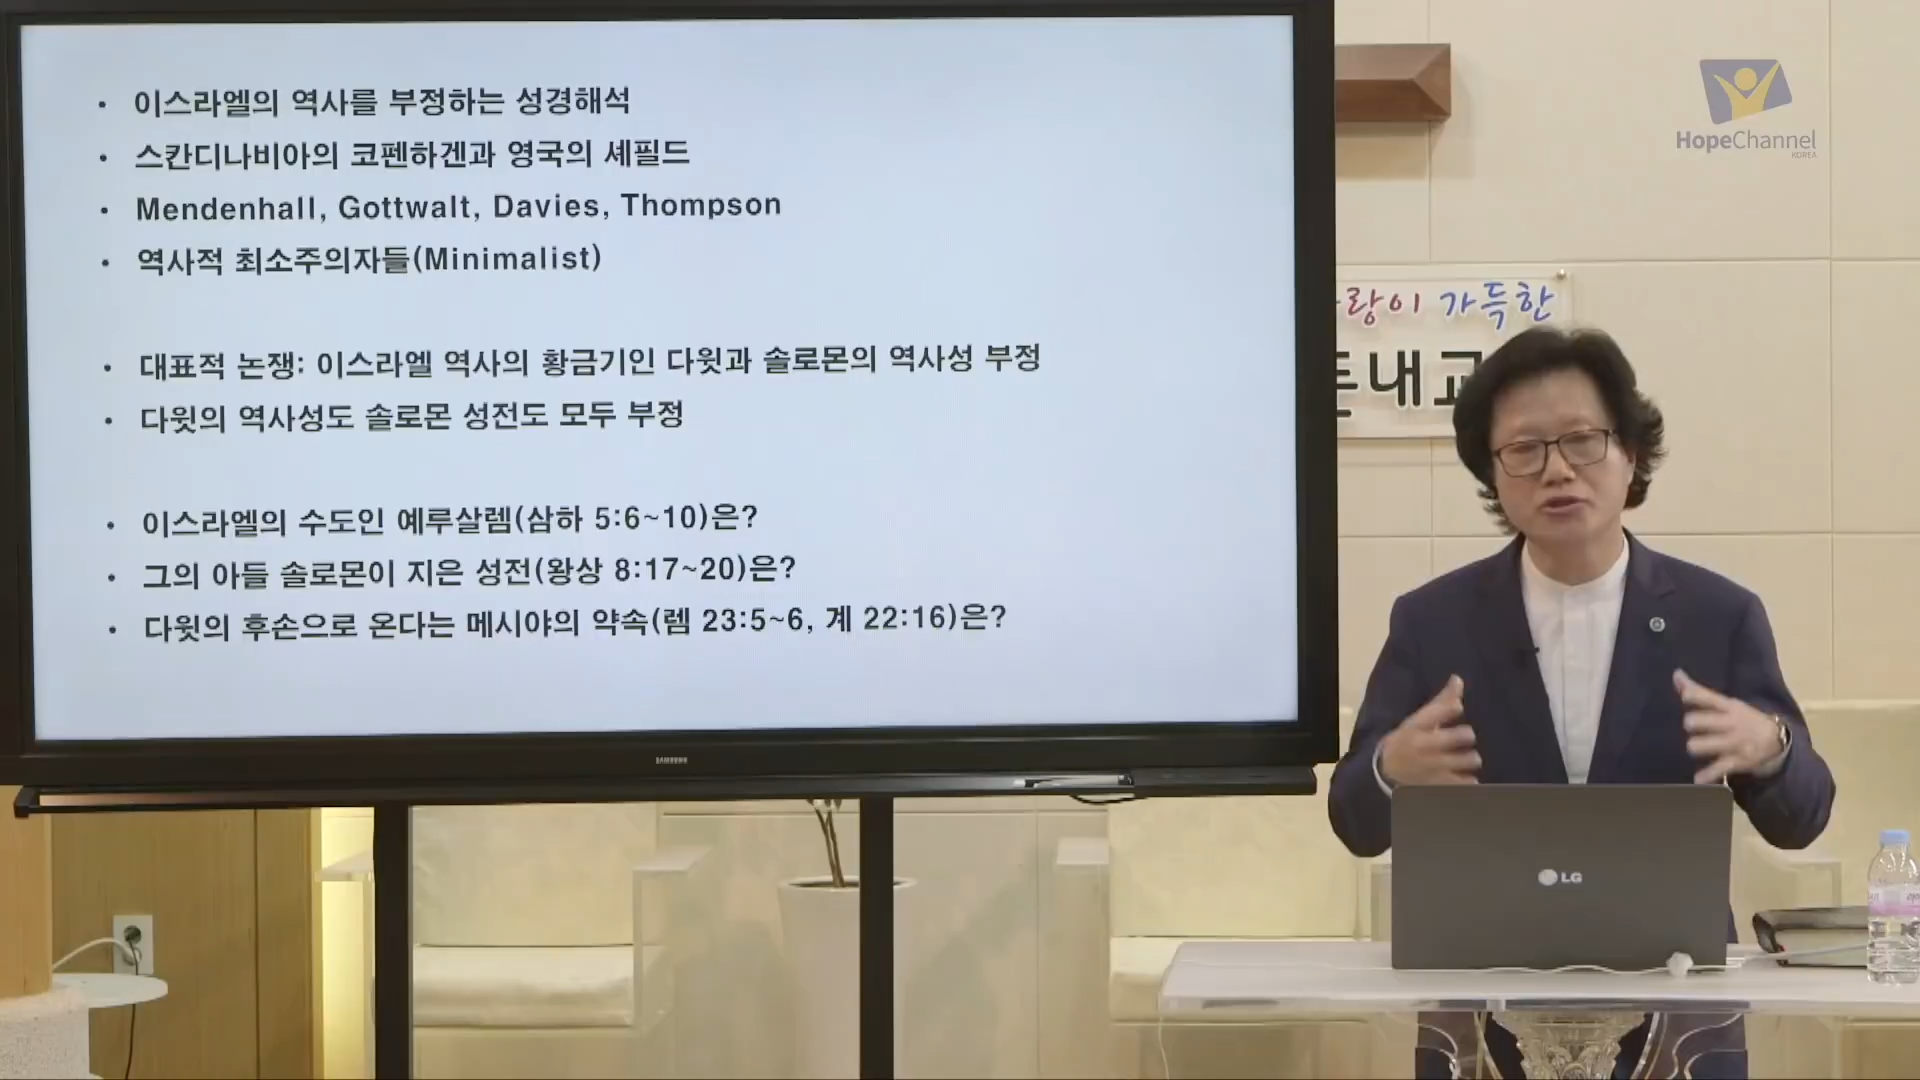 • 이스라엘의 역사를 부정하는 성경해석
• 스칸디나비아의 코펜하겐과 영국의 셰필드
• Mendenhall, Gottwalt, Davies, Thompson
• 역사적 최소주의자들(Minimalist)
• 대표적 논쟁: 이스라엘 역사의 황금기인 다윗과 솔로몬의 역사성 부정
• 다윗의 역사성도 솔로몬 성전도 모두 부정
• 이스라엘의 수도인 예루살렘(삼하 5:6~10)은?
• 그의 아들 솔로몬이 지은 성전(왕상 8:17~20)은?
• 다윗의 후손으로 온다는 메시야의 약속(렘 23:5~6, 계 22:16)은?
SAMSUNG
HopeChannel
KOREA
랑이 가득한
내교
LG